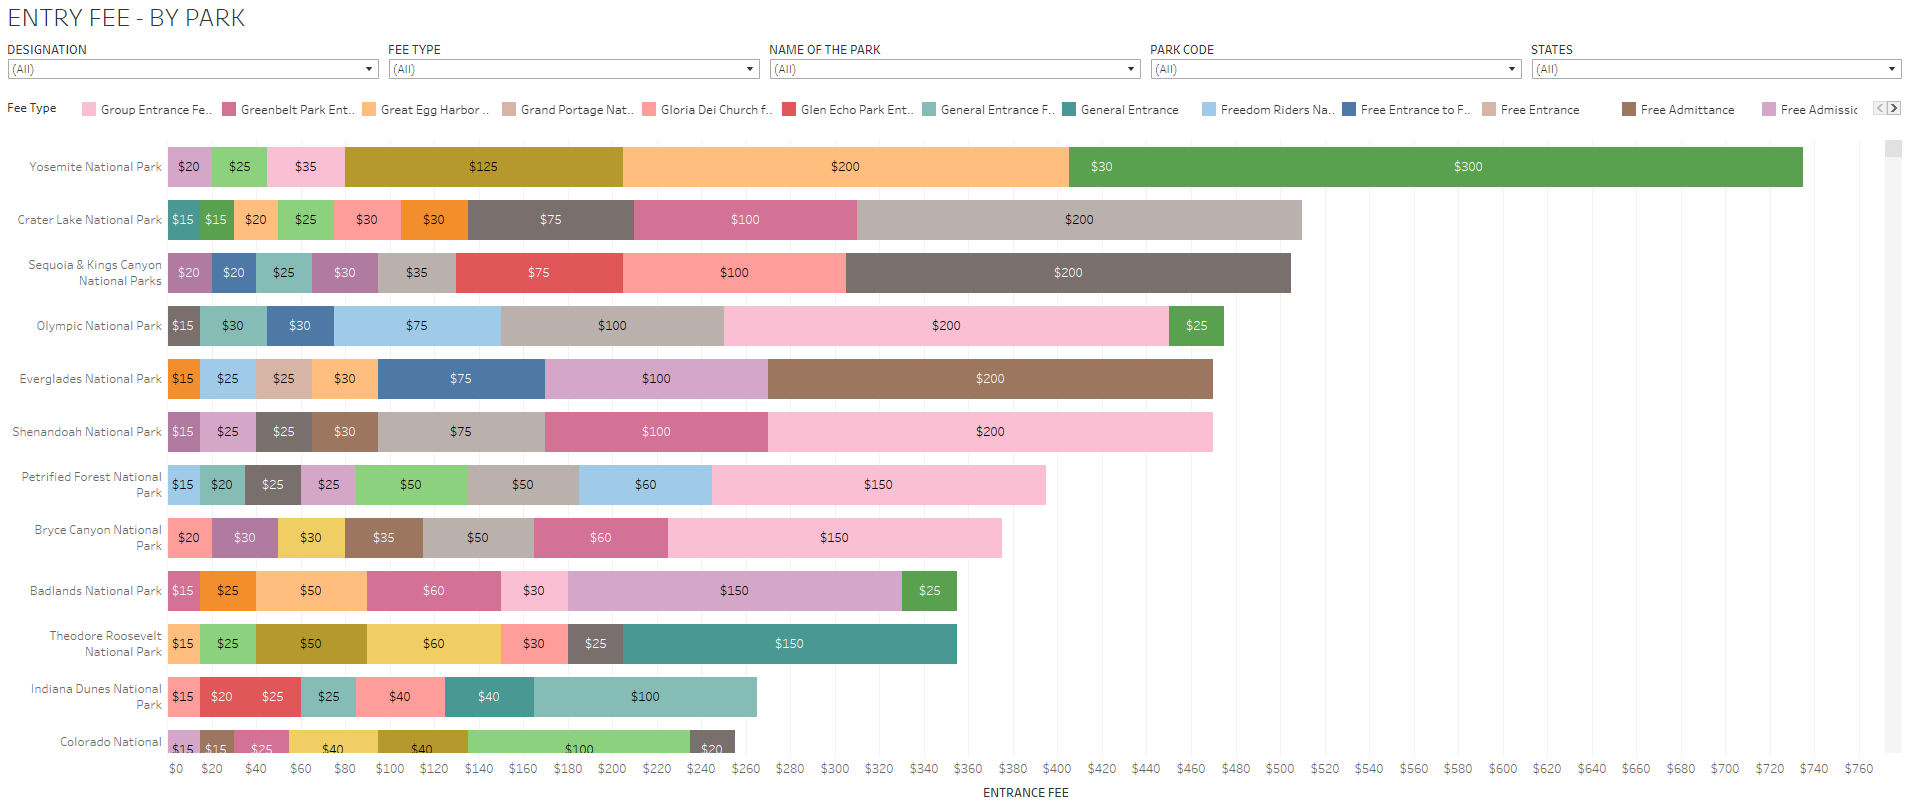 ENTRY FEE - BY PARK
DESIGNATION FEE TYPE NAME OF THE PARK PARK CODE STATES
(All) (All) (All) (All) (All)
Fee Type Group Entrance Fe.. Greenbelt Park Ent.. Great Egg Harbor .. Grand Portage Nat.. Gloria Dei Church f.. Glen Echo Park Ent.. General Entrance F.. General Entrance Freedom Riders Na.. Free Entrance to F.. Free Entrance Free Admittance Free Admissic
Yosemite National Park $20 $25 $35 $125 $200 $30 $300
Crater Lake National Park $15 $15 $20 $25 $30 $30 $75 $100 $200
Sequoia & Kings Canyon
National Parks $20 $20 $25 $30 $35 $75 $100 $200
Olympic National Park $15 $30 $30 $75 $100 $200 $25
Everglades National Park $15 $25 $25 $30 $75 $100 $200
Shenandoah National Park $15 $25 $25 $30 $75 $100 $200
Petrified Forest National
Park $15 $20 $25 $25 $50 $50 $60 $150
Bryce Canyon National
Park $20 $30 $30 $35 $50 $60 $150
Badlands National Park $15 $25 $50 $60 $30 $150 $25
Theodore Roosevelt
National Park $15 $25 $50 $60 $30 $25 $150
Indiana Dunes National
Park $15 $20 $25 $25 $40 $40 $100
Colorado National $15 $15 $25 $40 $40 $100 $20
$0 $20 $40 $60 $80 $100 $120 $140 $160 $180 $200 $220 $240 $260 $280 $300 $320 $340 $360 $380 $400 $420 $440 $460 $480 $500 $520 $540 $560 $580 $600 $620 $640 $660 $680 $700 $720 $740 $760
ENTRANCE FEE